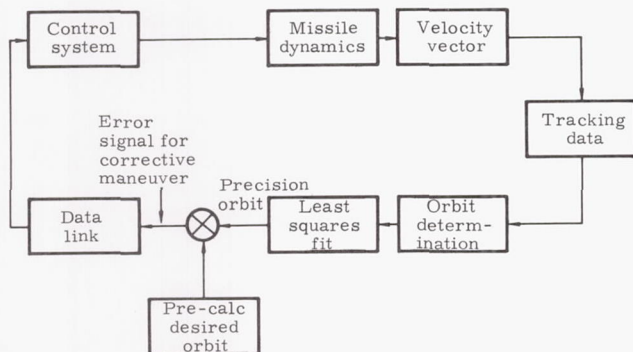 Control
system
Missile
dynamics
Velocity
vector
Tracking
data
Error
signal for
corrective
maneuver
Precision
orbit
Data
link
Least
squares
fit
Orbit
determ-
ination
Pre-calc
desired
orbit